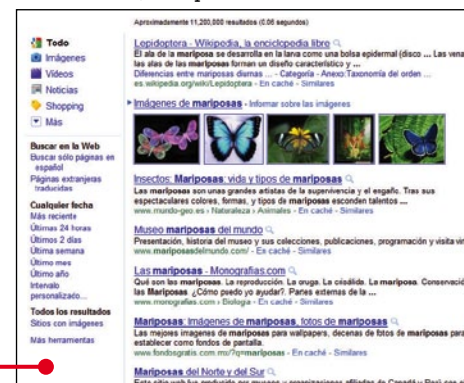 Aproximadamente 11,200,000 resultados (0.06 segundos)
Todo
Imágenes
Videos
Noticias
Shopping
Más
Buscar en la Web
Buscar sólo páginas en
español
Páginas extranjeras
traducidas
Cualquier fecha
Más reciente
Últimas 24 horas
Últimos 2 días
Última semana
Último mes
Último año
Intervalo
personalizado...
Todos los resultados
Sitios con imágenes
Más herramientas
Lepidoptera - Wikipedia, la enciclopedia libre
El ala de la mariposa se desarrolla en la larva como una bolsa epidermal (disco ... Las vena
las alas de las mariposas forman un diseño característico y ...
Diferencias entre mariposas diurnas ... - Categoría - Anexo:Taxonomía del orden ...
es.wikipedia.org/wiki/Lepidoptera - En caché - Similares
Imágenes de mariposas - Informar sobre las imágenes
Insectos: Mariposas: vida y tipos de mariposas
Las mariposas son unas grandes artistas de la supervivencia y el engaño. Tras sus
espectaculares colores, formas, y tipos de mariposas esconden talentos ...
www.mundo-geo.es › Naturaleza › Animales - En caché - Similares
Museo mariposas del mundo
Presentación, historia del museo y sus colecciones, publicaciones, programación y visita virt
www.mariposasdelmundo.com/ - En caché - Similares
Las mariposas - Monografias.com
Qué son las mariposas. La reproducción. La oruga. La crisálida. La mariposa. Conservació
las Mariposas ¿Cómo puedo yo ayudar?. Partes externas de la ...
www.monografias.com › Biologia - En caché - Similares
Mariposas: Imágenes de mariposas, fotos de mariposas
Las mejores imagenes de mariposas para wallpapers, decenas de fotos de mariposas para
establecer como fondos de pantalla.
www.fondosgratis.com.mx/?q=mariposas - En caché - Similares
Mariposas del Norte y del Sur